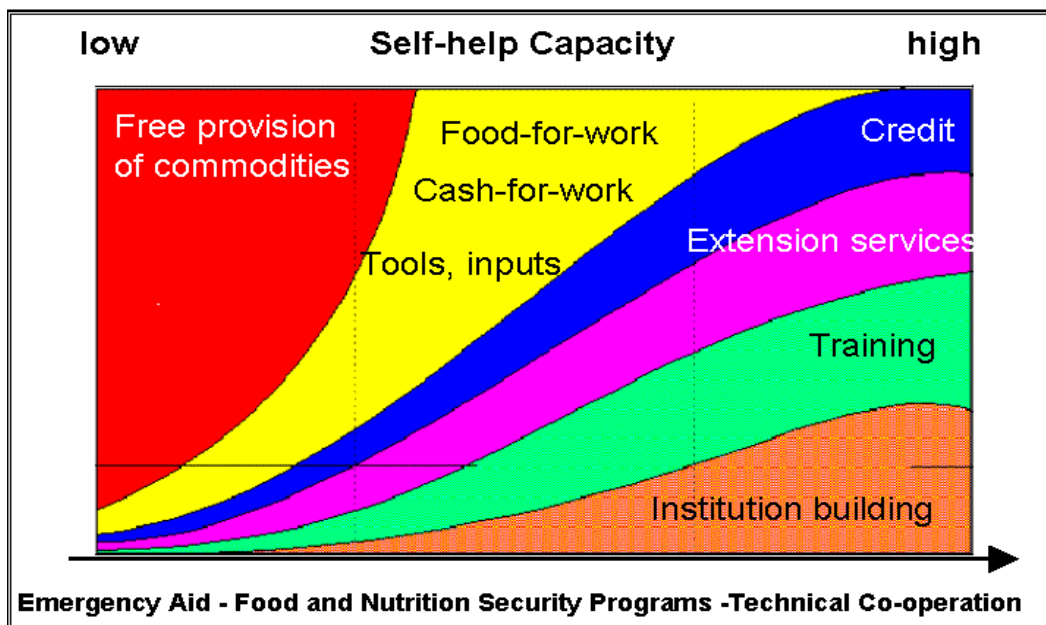 low Self-help Capacity high
Free provision
of commodities
Food-for-work
Cash-for-work
Tools, inputs
Credit
Extension services
Training
Institution building
Emergency Aid - Food and Nutrition Security Programs -Technical Co-operation